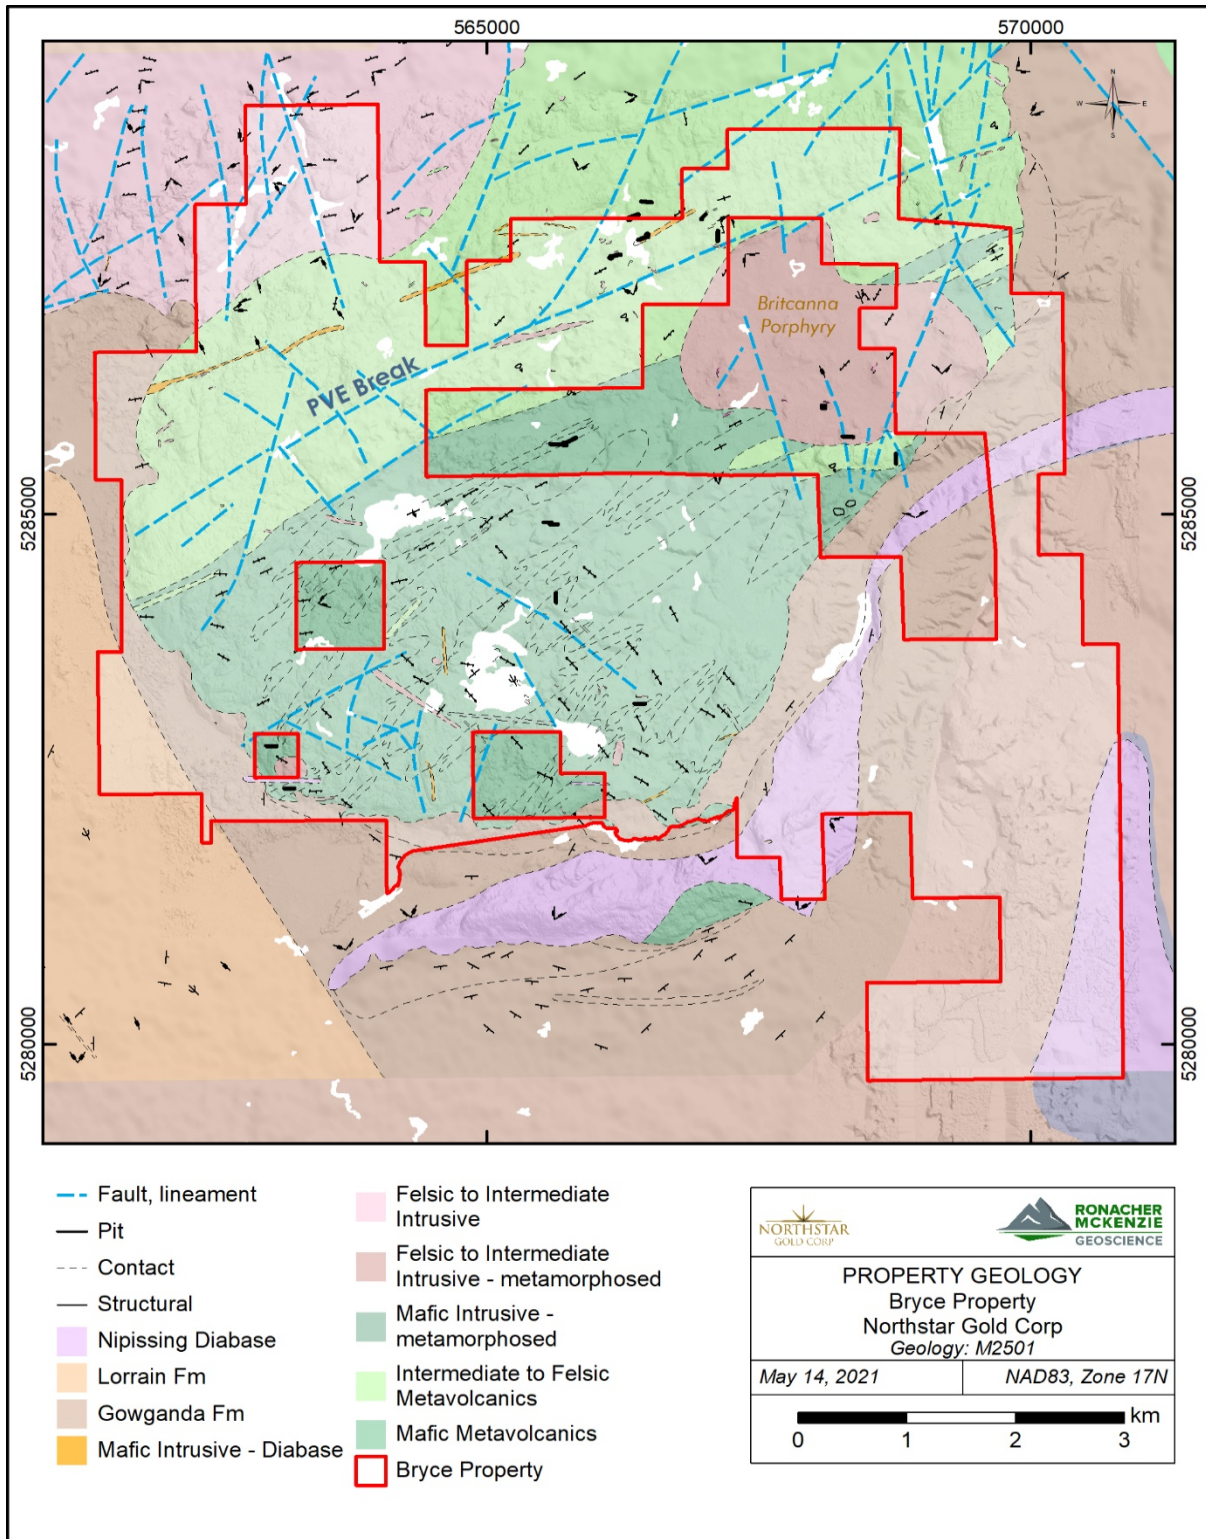 565000
570000
N
W E
S
Britcanna
Porphyry
PVE Break
5285000
5285000
5280000
5280000
Fault, lineament
Pit
Contact
Structural
Nipissing Diabase
Lorrain Fm
Gowganda Fm
Mafic Intrusive - Diabase
Felsic to Intermediate
Intrusive
Felsic to Intermediate
Intrusive - metamorphosed
Mafic Intrusive -
metamorphosed
Intermediate to Felsic
Metavolcanics
Mafic Metavolcanics
Bryce Property
NORTHSTAR
GOLD CORP
RONACHER
MCKENZIE
GEOSCIENCE
PROPERTY GEOLOGY
Bryce Property
Northstar Gold Corp
Geology: M2501
May 14, 2021
NAD83, Zone 17N
km
0 1 2 3